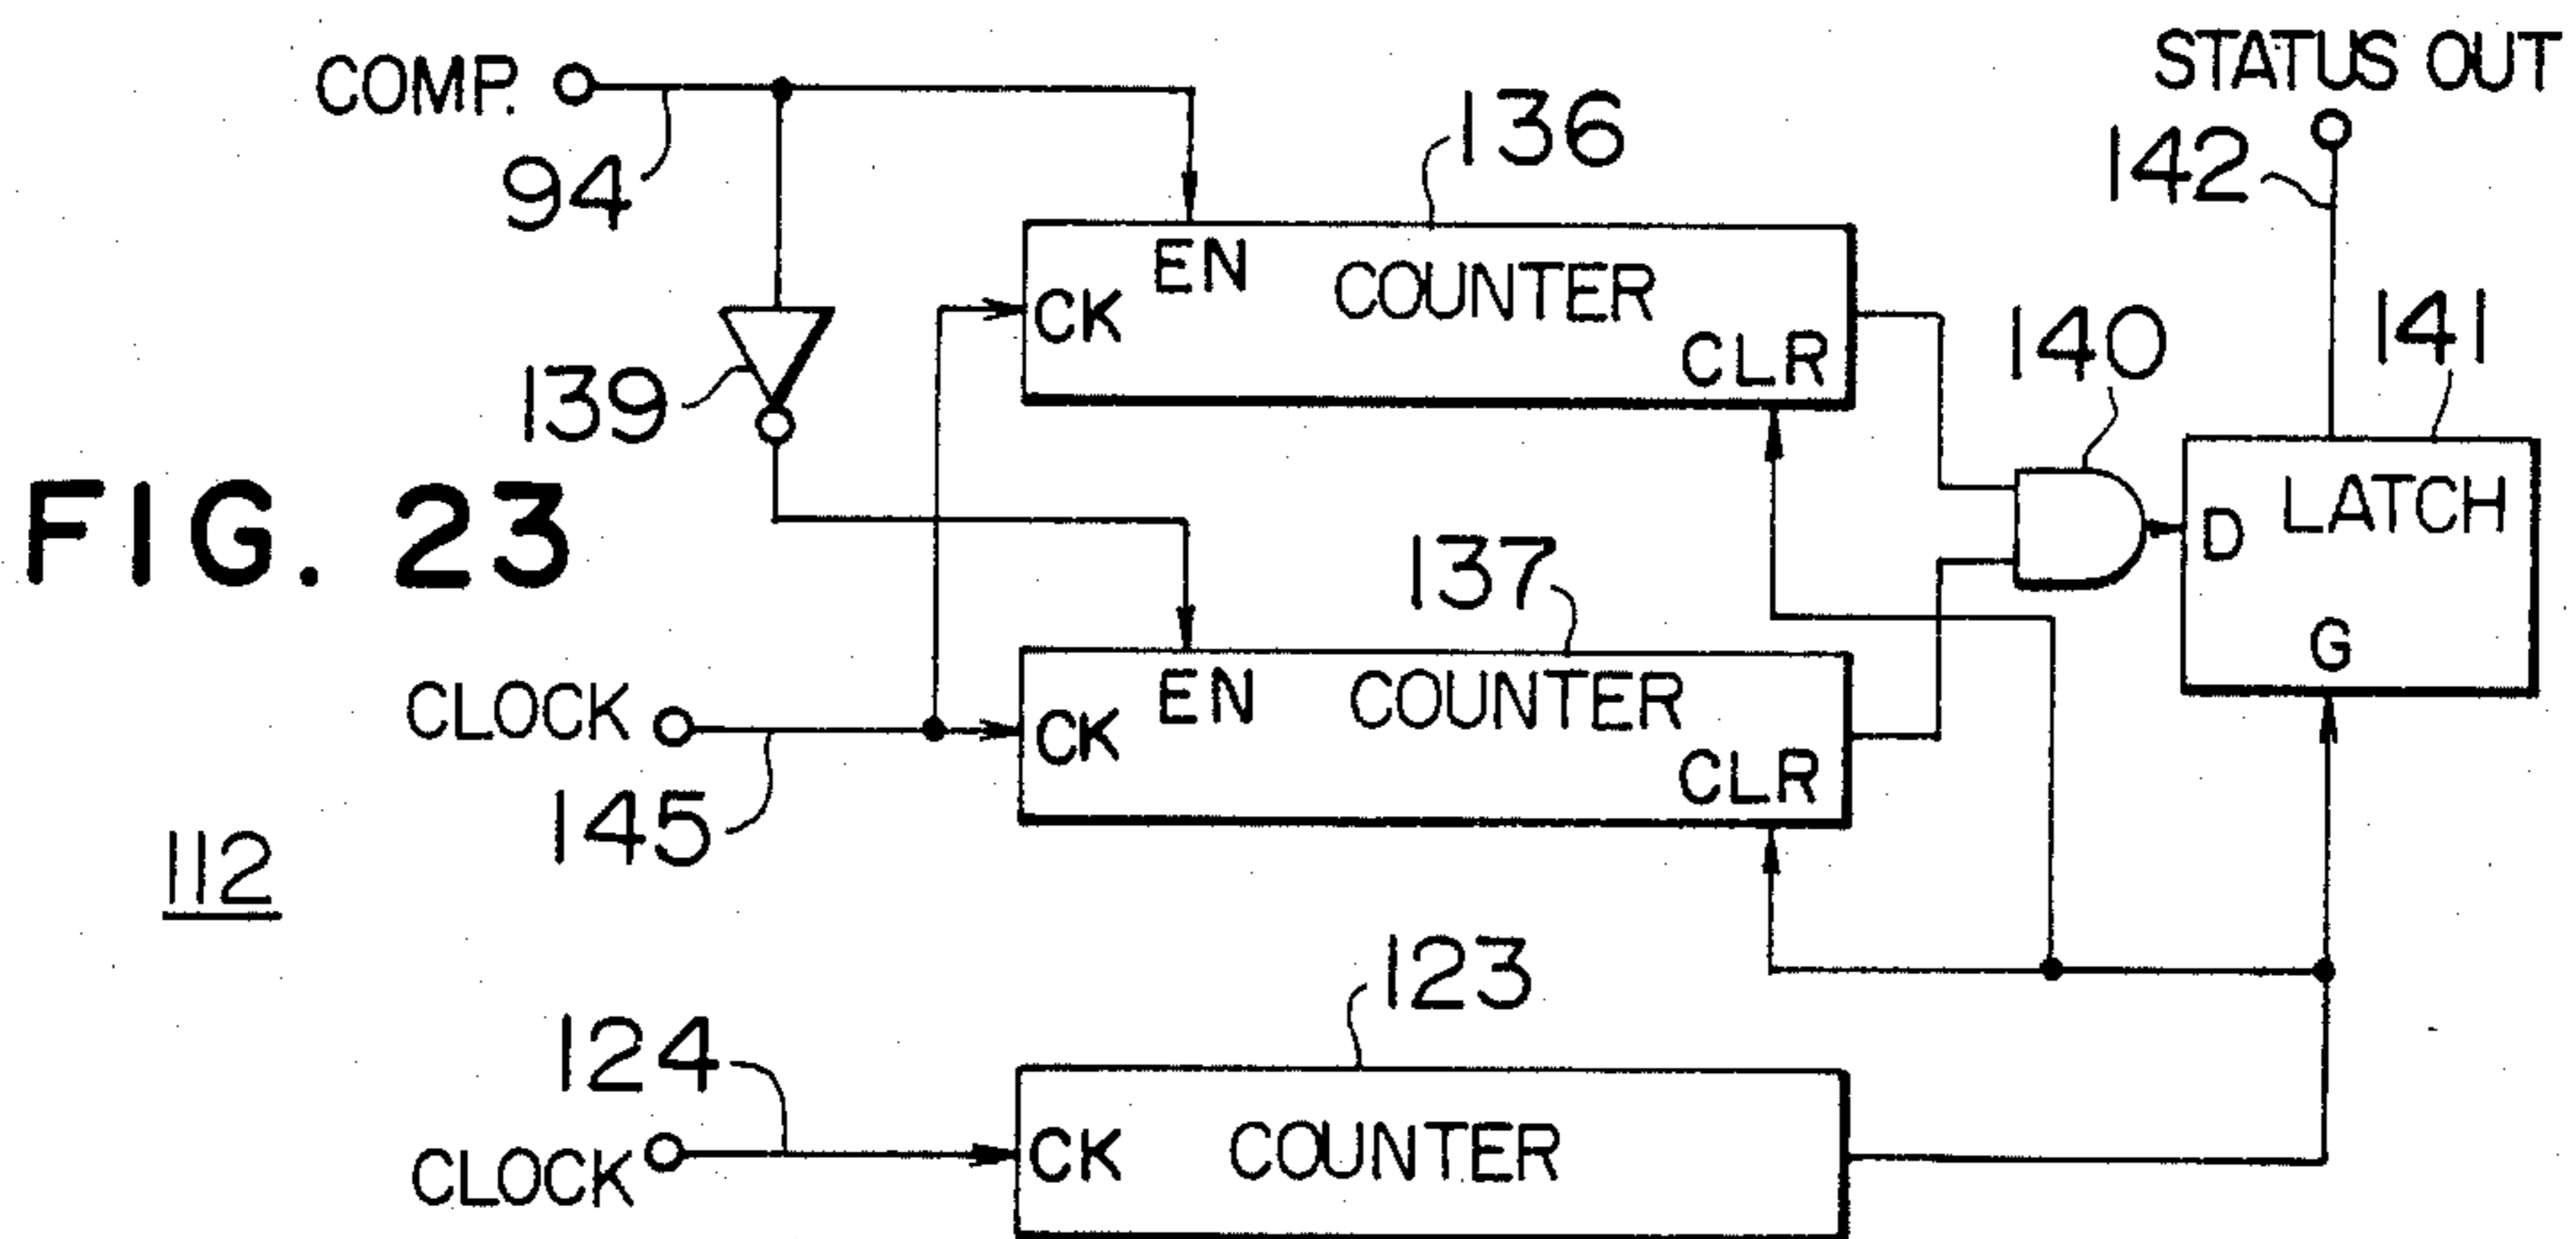 COMP.
94
STATUS OUT
142
136
EN
CK
COUNTER
CLR
139
140
141
LATCH
D
G
FIG. 23
137
CLOCK
EN
CK
COUNTER
CLR
145
112
123
124
CLOCK
CK
COUNTER